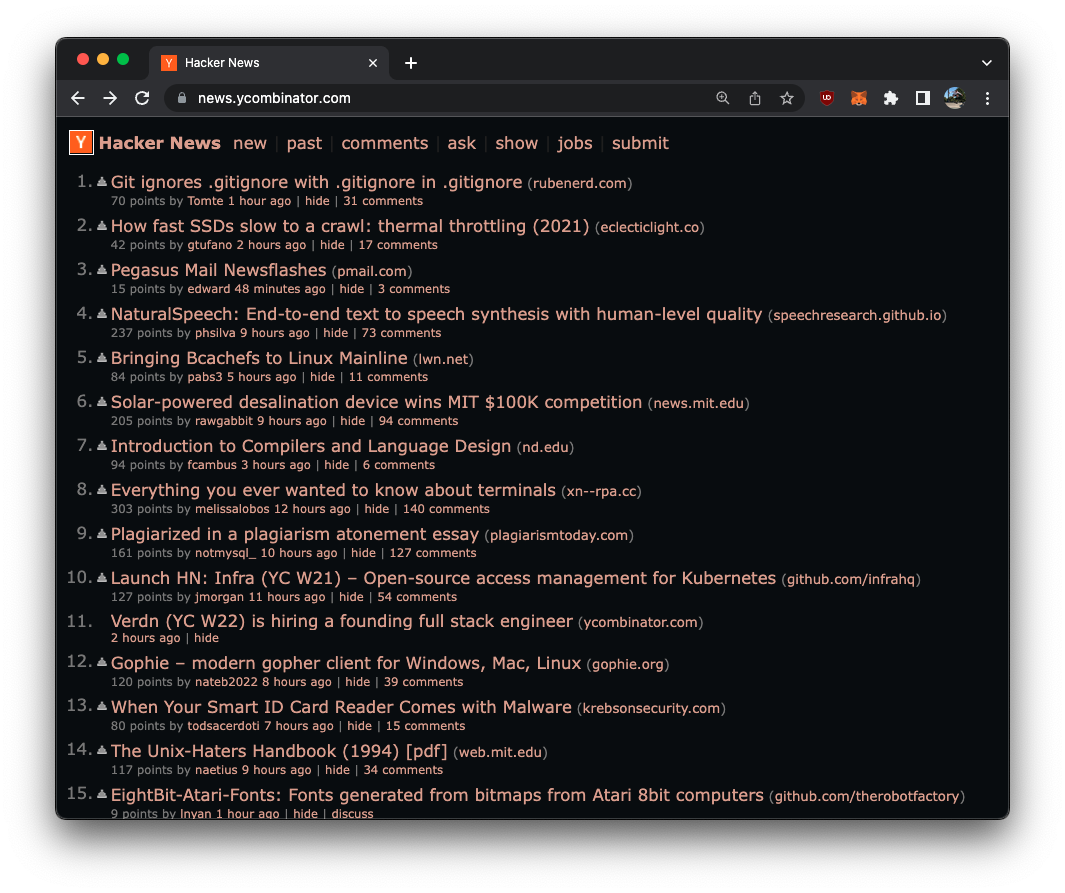 Y Hacker News
news.ycombinator.com
Y Hacker News new | past | comments | ask | show | jobs | submit
1. Git ignores .gitignore with .gitignore in .gitignore (rubenerd.com)
70 points by Tomte 1 hour ago | hide | 31 comments
2. How fast SSDs slow to a crawl: thermal throttling (2021) (eclecticlight.co)
42 points by gtufano 2 hours ago | hide | 17 comments
3. Pegasus Mail Newsflashes (pmail.com)
15 points by edward 48 minutes ago | hide | 3 comments
4. NaturalSpeech: End-to-end text to speech synthesis with human-level quality (speechresearch.github.io)
237 points by phsilva 9 hours ago | hide | 73 comments
5. Bringing Bcachefs to Linux Mainline (lwn.net)
84 points by pabs3 5 hours ago | hide | 11 comments
6. Solar-powered desalination device wins MIT $100K competition (news.mit.edu)
205 points by rawgabbit 9 hours ago | hide | 94 comments
7. Introduction to Compilers and Language Design (nd.edu)
94 points by fcambus 3 hours ago | hide | 6 comments
8. Everything you ever wanted to know about terminals (xn--rpa.cc)
303 points by melissalobos 12 hours ago | hide | 140 comments
9. Plagiarized in a plagiarism atonement essay (plagiarismtoday.com)
161 points by notmysql_ 10 hours ago | hide | 127 comments
10. Launch HN: Infra (YC W21) – Open-source access management for Kubernetes (github.com/infrahq)
127 points by jmorgan 11 hours ago | hide | 54 comments
11. Verdn (YC W22) is hiring a founding full stack engineer (ycombinator.com)
2 hours ago | hide
12. Gophie – modern gopher client for Windows, Mac, Linux (gophie.org)
120 points by nateb2022 8 hours ago | hide | 39 comments
13. When Your Smart ID Card Reader Comes with Malware (krebsonsecurity.com)
80 points by todsacerdoti 7 hours ago | hide | 15 comments
14. The Unix-Haters Handbook (1994) [pdf] (web.mit.edu)
117 points by naetius 9 hours ago | hide | 34 comments
15. EightBit-Atari-Fonts: Fonts generated from bitmaps from Atari 8bit computers (github.com/therobotfactory)
9 points by Inyan 1 hour ago | hide | discuss